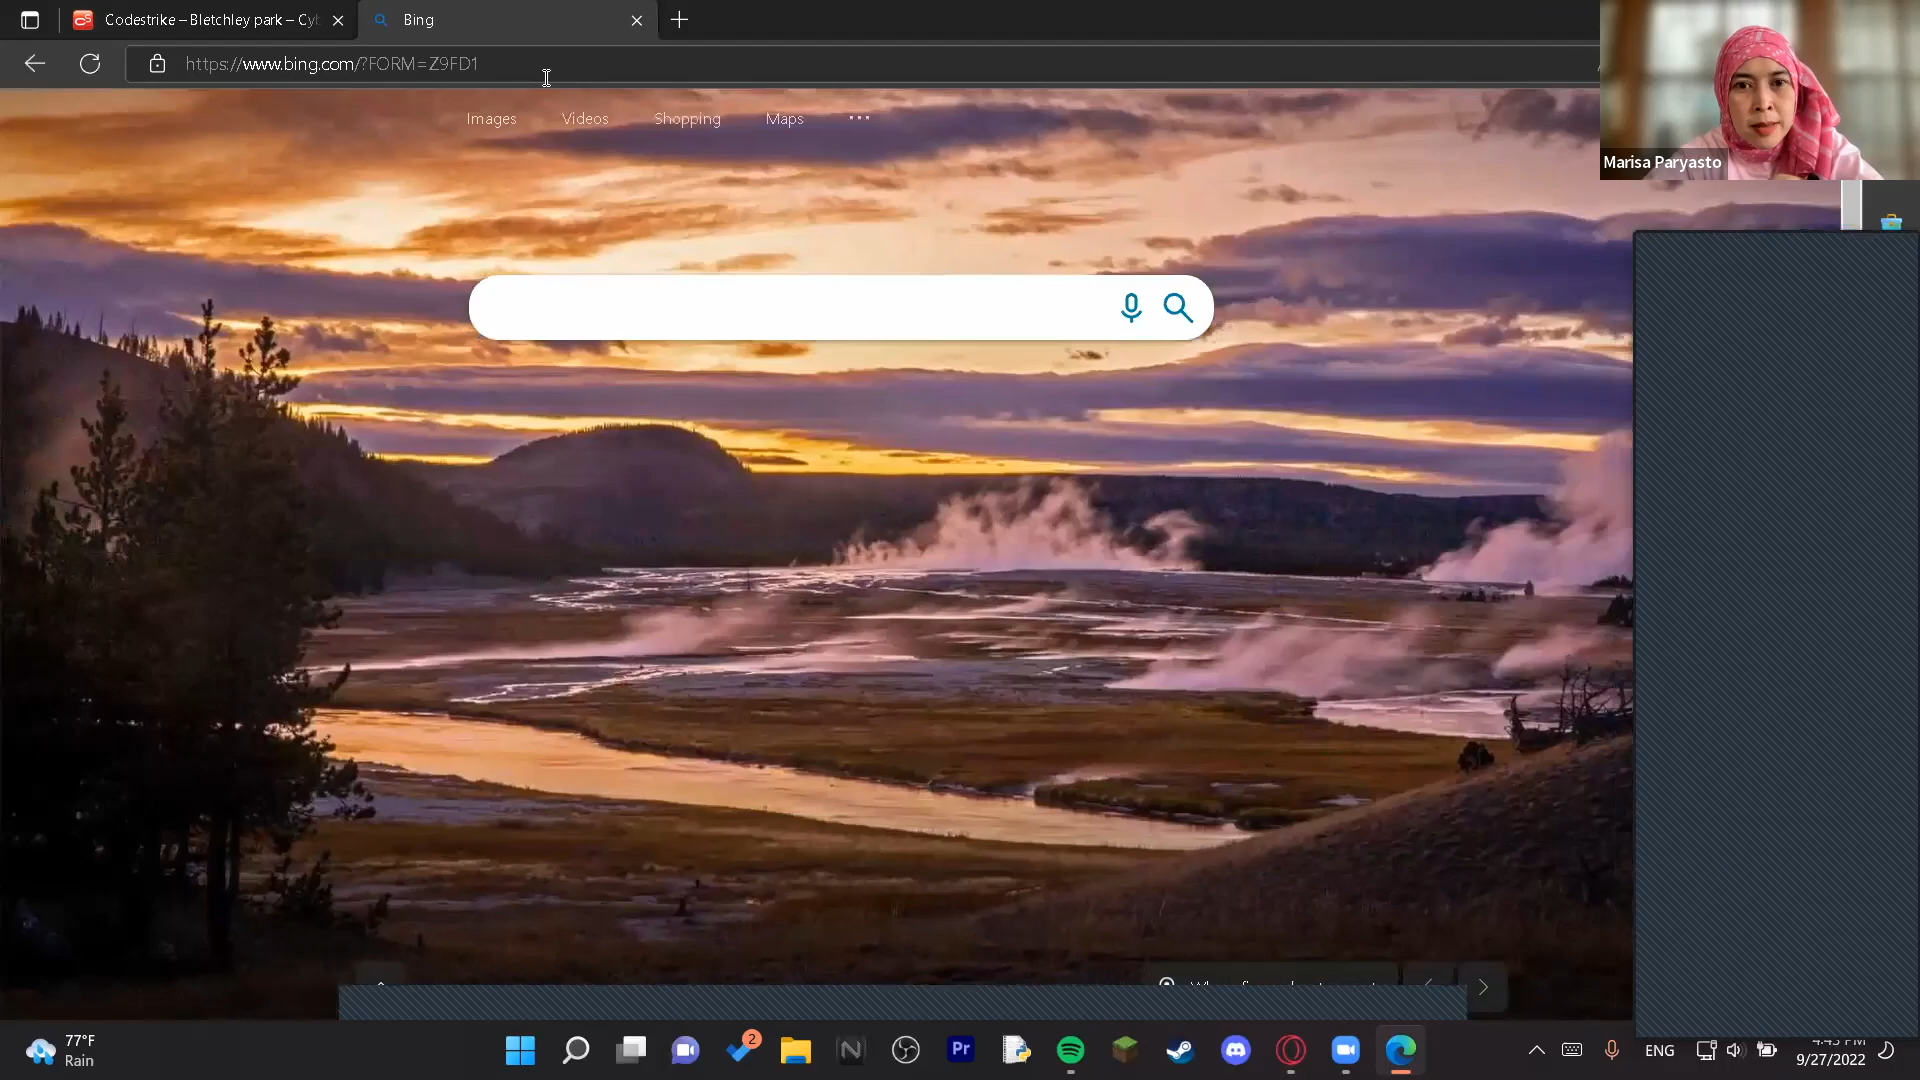 Codestrike – Bletchley park – Cy
Bing
https://www.bing.com/?FORM=Z9FD1
Images
Videos
Shopping
Maps
Marisa Paryasto
77°F
Rain
2
Pr
ENG
9/27/2022